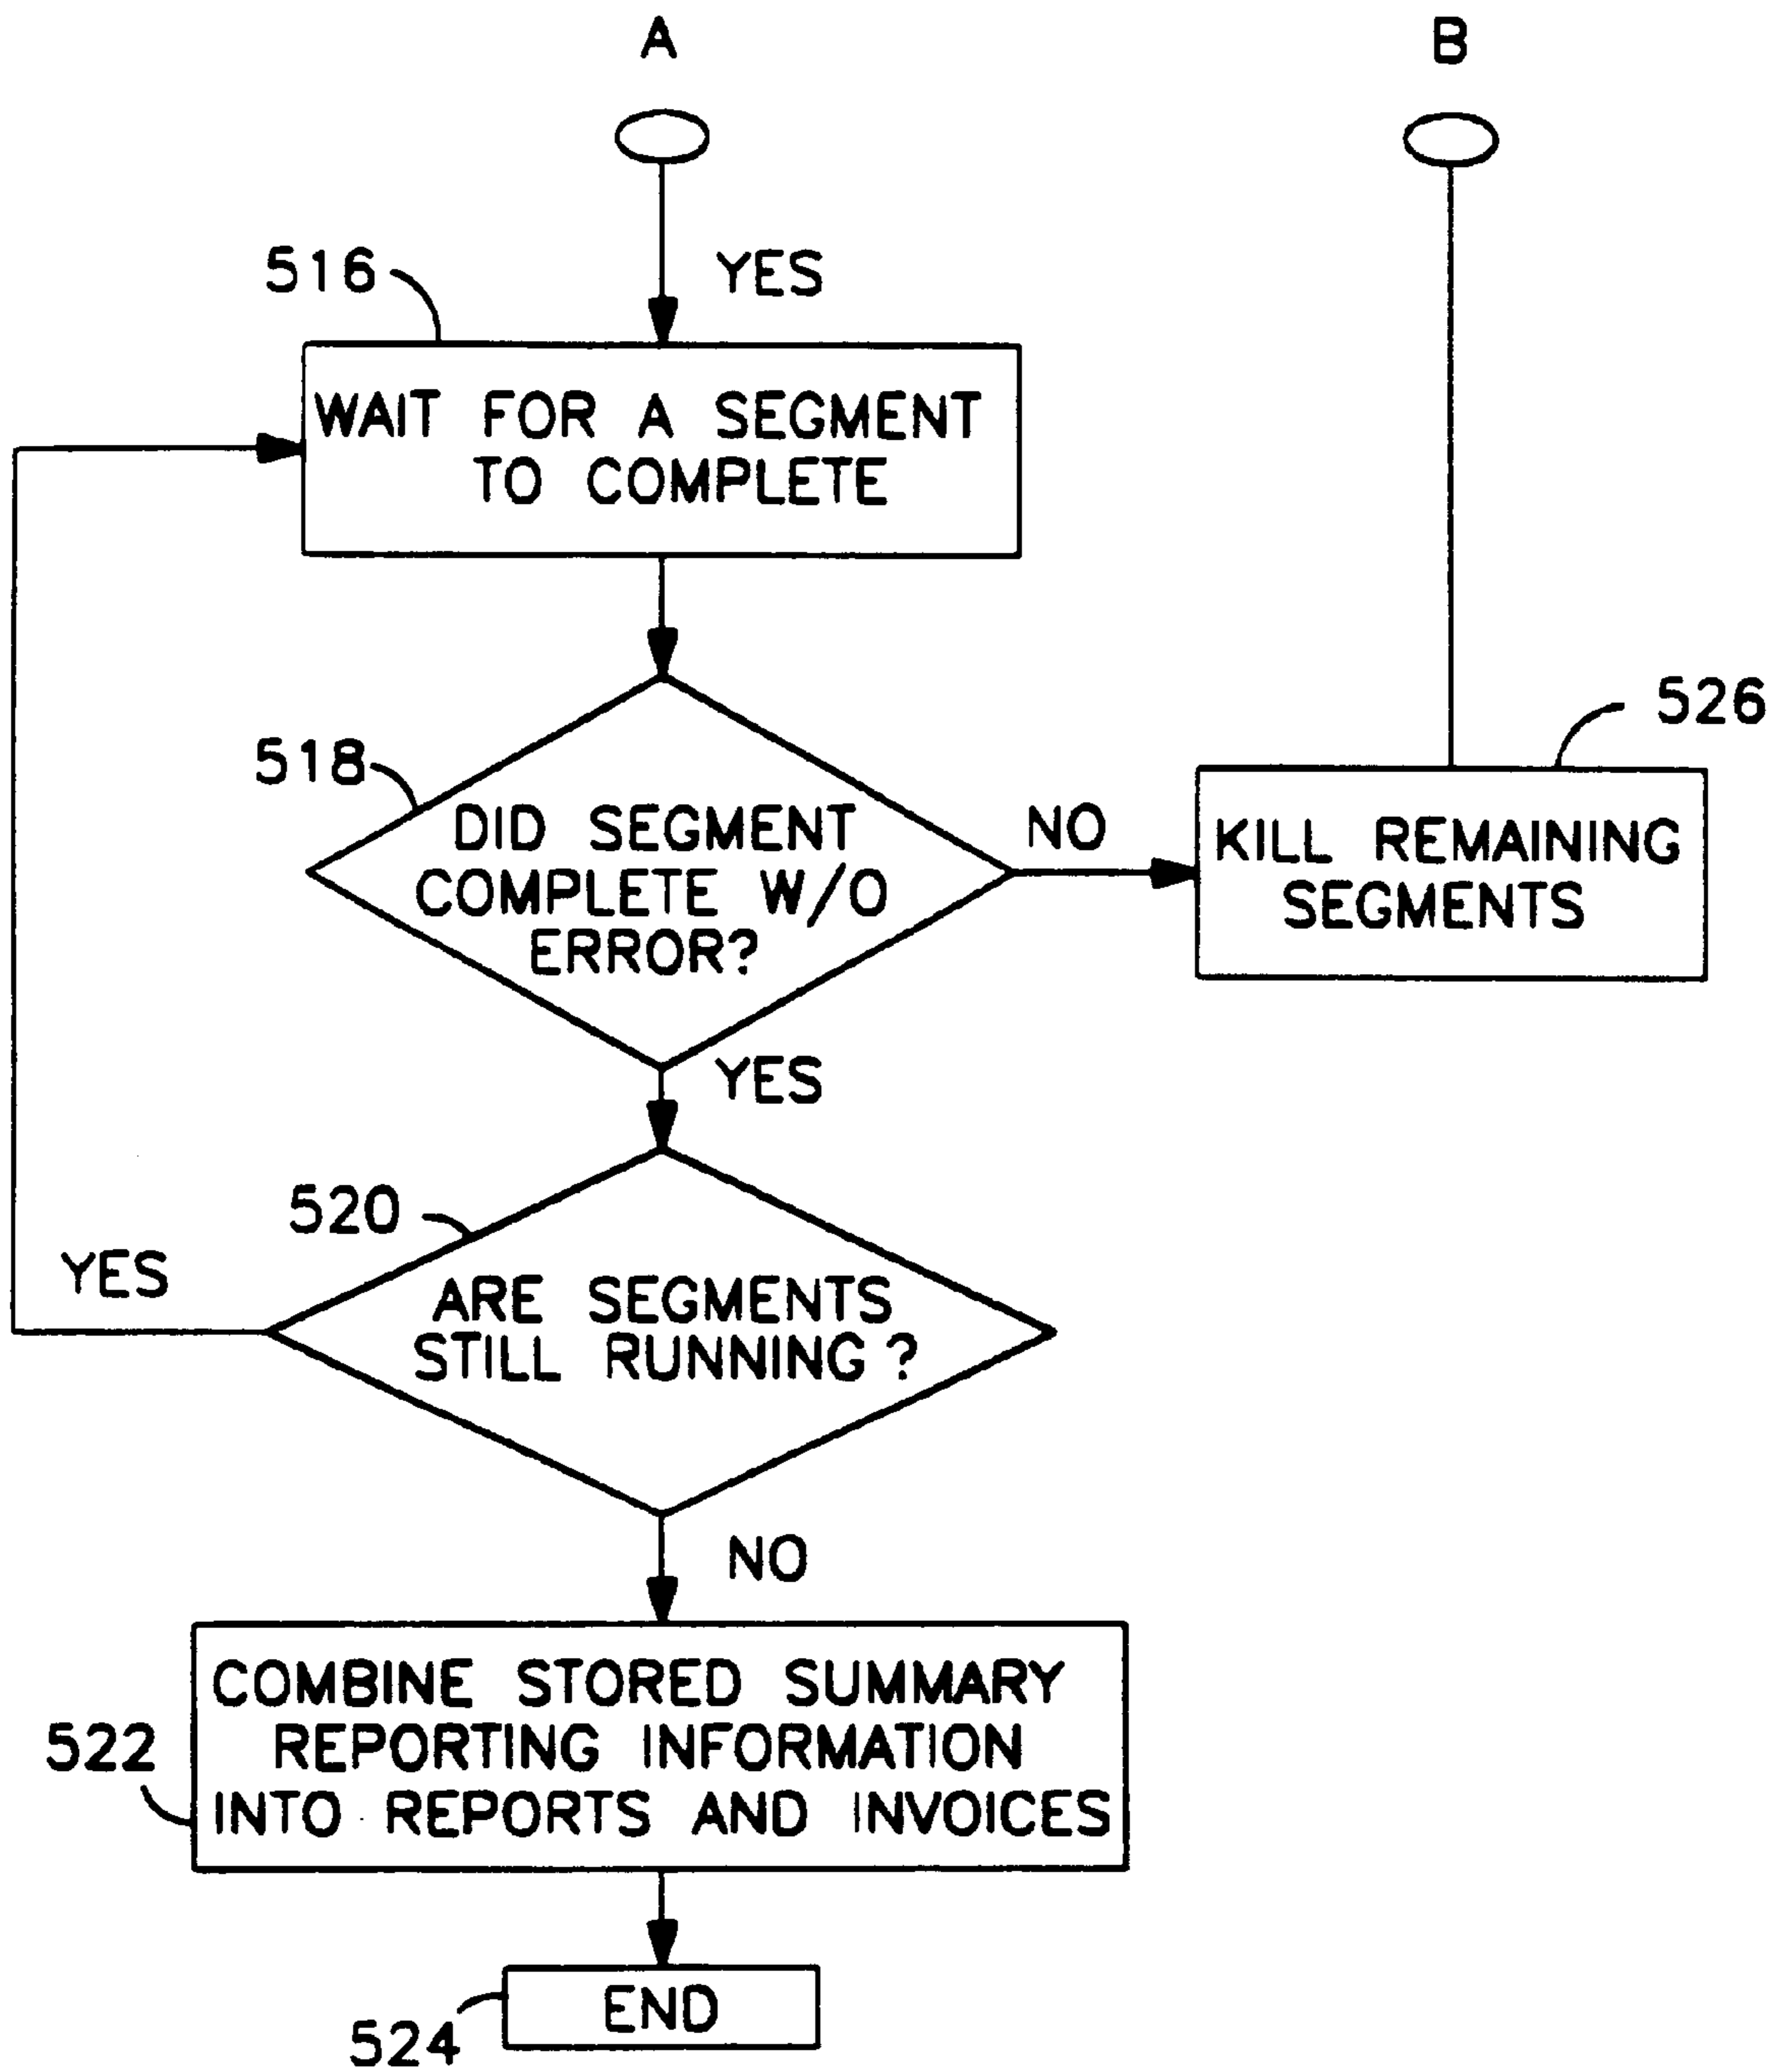 A
B
YES
516
WAIT FOR A SEGMENT
TO COMPLETE
518
DID SEGMENT
COMPLETE W/O
ERROR?
NO
526
KILL REMAINING
SEGMENTS
YES
520
YES
ARE SEGMENTS
STILL RUNNING?
NO
522
COMBINE STORED SUMMARY
REPORTING INFORMATION
INTO REPORTS AND INVOICES
524
END